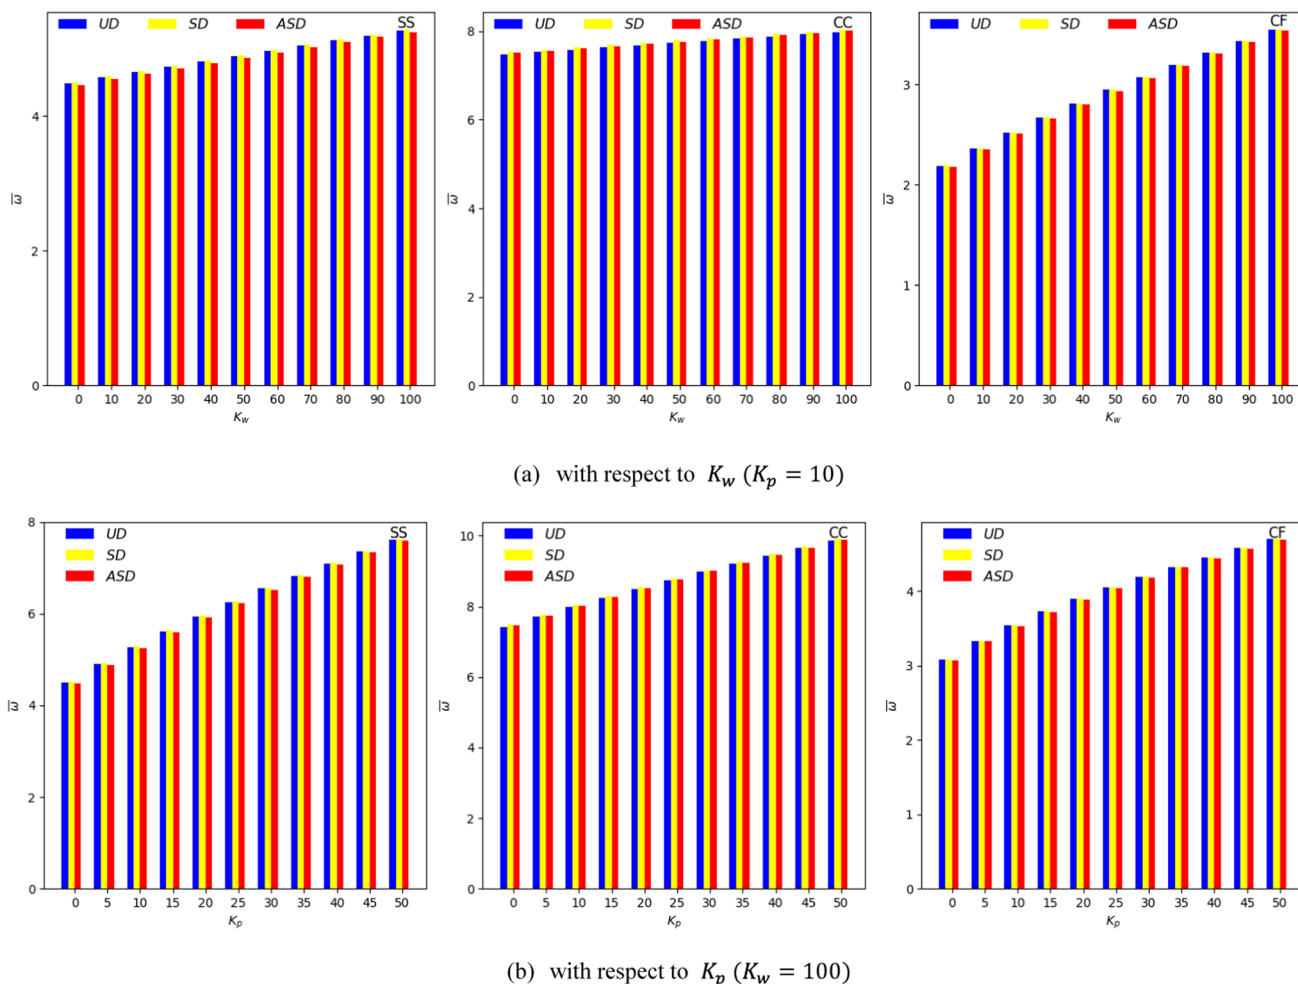 UD SD ASD SS
4
2
0
ω̅
0 10 20 30 40 50 60 70 80 90 100
K_w
UD SD ASD CC
8
6
4
2
0
ω̅
0 10 20 30 40 50 60 70 80 90 100
K_w
UD SD ASD CF
3
2
1
0
ω̅
0 10 20 30 40 50 60 70 80 90 100
K_w
(a) with respect to K_w (K_p = 10)
UD SS
SD
ASD
8
6
4
2
0
ω̅
0 5 10 15 20 25 30 35 40 45 50
K_p
UD CC
SD
ASD
10
8
6
4
2
0
ω̅
0 5 10 15 20 25 30 35 40 45 50
K_p
UD CF
SD
ASD
4
3
2
1
0
ω̅
0 5 10 15 20 25 30 35 40 45 50
K_p
(b) with respect to K_p (K_w = 100)